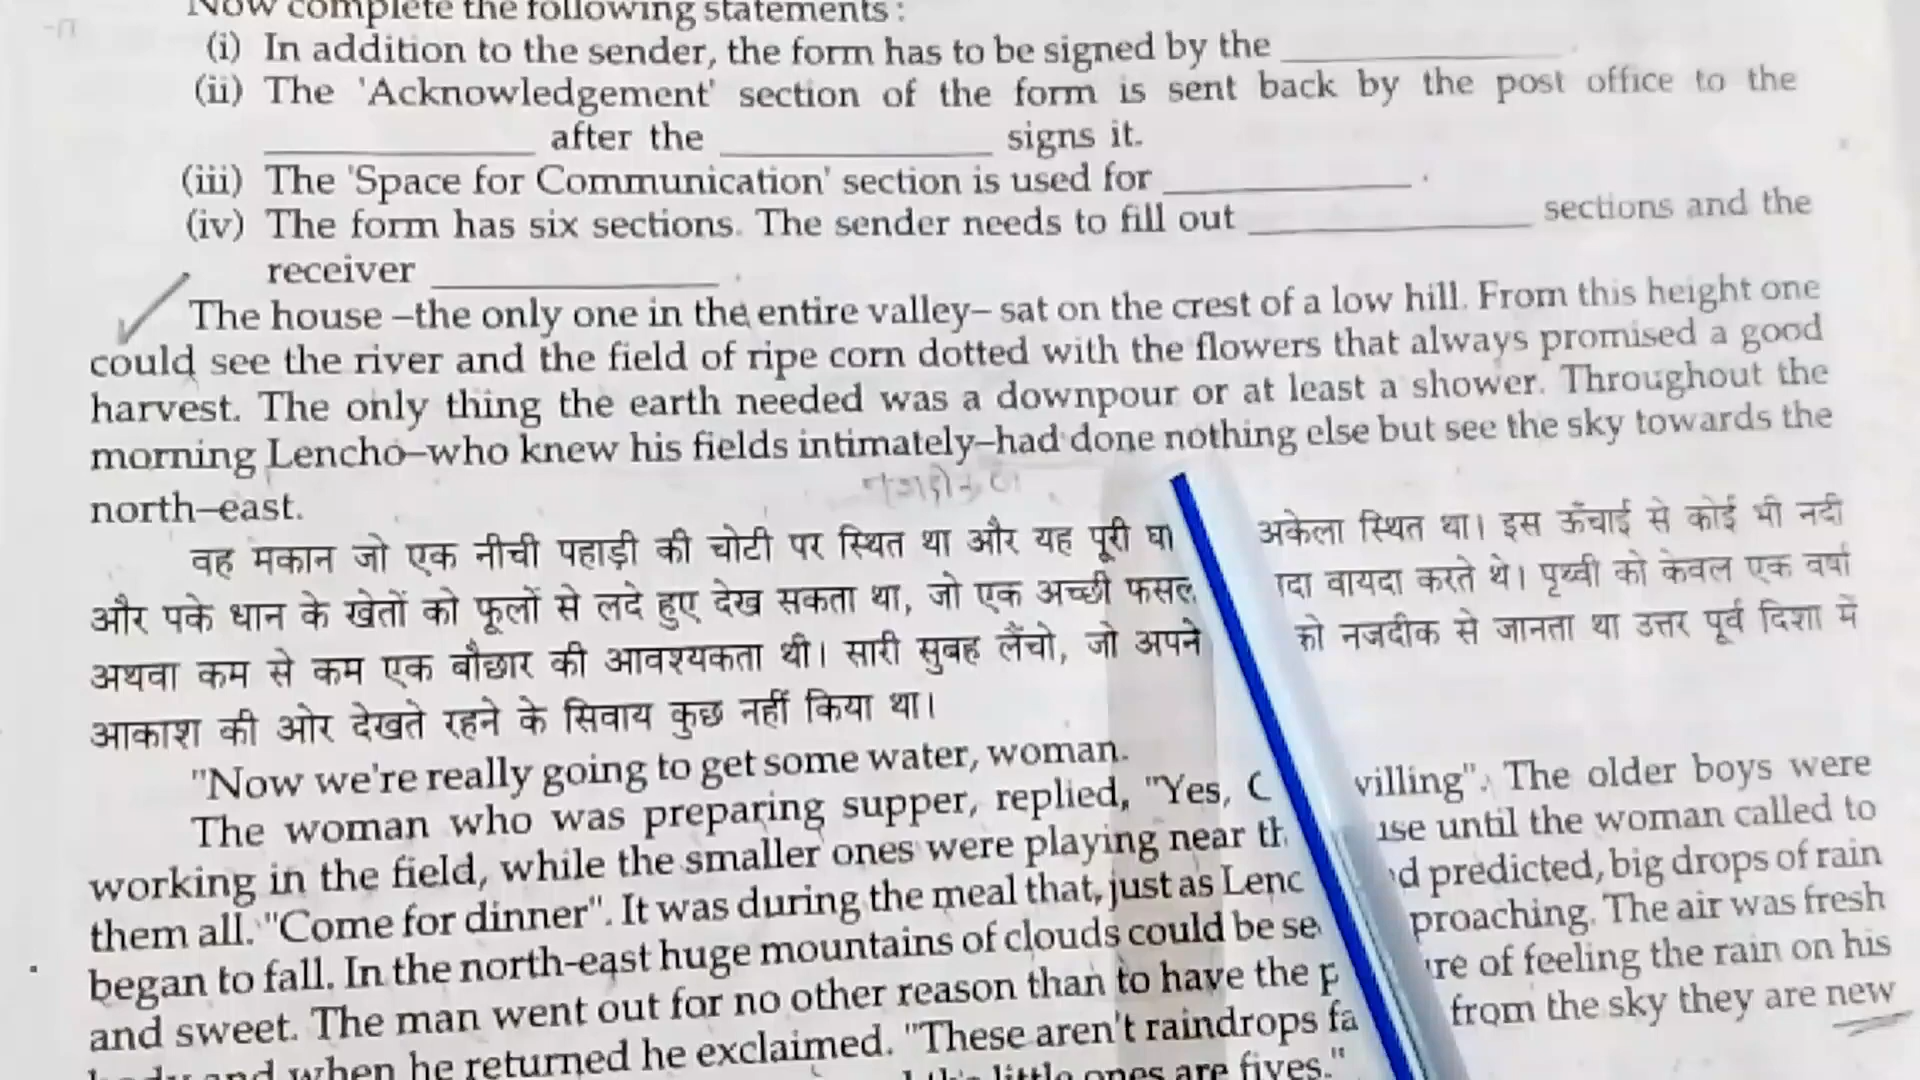 Now complete the following statements :
(i) In addition to the sender, the form has to be signed by the ____________ .
(ii) The 'Acknowledgement' section of the form is sent back by the post office to the
____________ after the ____________ signs it.
(iii) The 'Space for Communication' section is used for ____________ .
(iv) The form has six sections. The sender needs to fill out ____________ sections and the
receiver ____________ .
The house –the only one in the entire valley– sat on the crest of a low hill. From this height one
could see the river and the field of ripe corn dotted with the flowers that always promised a good
harvest. The only thing the earth needed was a downpour or at least a shower. Throughout the
morning Lencho–who knew his fields intimately–had done nothing else but see the sky towards the
north–east.
वह मकान जो एक नीची पहाड़ी की चोटी पर स्थित था और यह पूरी अकेला स्थित था। इस ऊँचाई से कोई भी नदी
और पके धान के खेतों को फूलों से लदे हुए देख सकता था, जो एक अच्छी वायदा करते थे। पृथ्वी को केवल एक वर्षा
अथवा कम से कम एक बौछार की आवश्यकता थी। सारी सुबह लैंचो, जो अपने को नजदीक से जानता था उत्तर पूर्व दिशा में
आकाश की ओर देखते रहने के सिवाय कुछ नहीं किया था।
"Now we're really going to get some water, woman.
The woman who was preparing supper, replied, "Yes, The older boys were
working in the field, while the smaller ones were playing near until the woman called to
them all. "Come for dinner". It was during the meal that, just as predicted, big drops of rain
began to fall. In the north-east huge mountains of clouds could be The air was fresh
and sweet. The man went out for no other reason than to have the of feeling the rain on his
and when he returned he exclaimed. "These aren't raindrops from the sky they are new
little ones are fives."